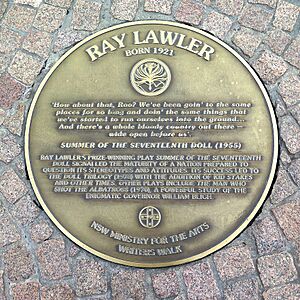 RAY LAWLER
BORN 1921
'How about that, Roo? We've been goin' to the same
places for so long and doin' the same things that
we've started to run ourselves into the ground....
And there's a whole bloody country out there –
wide open before us'.
SUMMER OF THE SEVENTEENTH DOLL (1955)
RAY LAWLER'S PRIZE-WINNING PLAY SUMMER OF THE SEVENTEENTH
DOLL SIGNALLED THE MATURITY OF A NATION PREPARED TO
QUESTION ITS STEREOTYPES AND ATTITUDES. ITS SUCCESS LED TO
THE DOLL TRILOGY (1978) WITH THE ADDITION OF KID STAKES
AND OTHER TIMES. OTHER PLAYS INCLUDE THE MAN WHO
SHOT THE ALBATROSS (1970), A POWERFUL STUDY OF THE
ENIGMATIC GOVERNOR WILLIAM BLIGH.
NSW MINISTRY FOR THE ARTS
WRITERS WALK